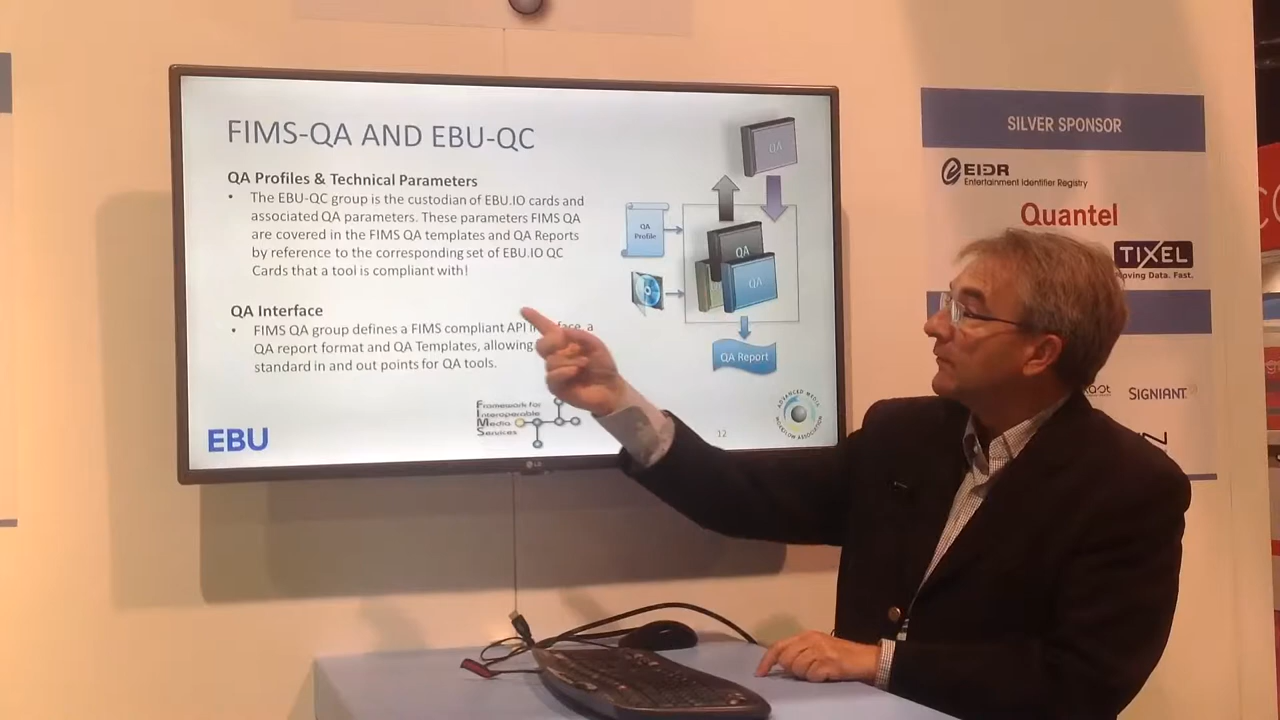 FIMS-QA AND EBU-QC
QA Profiles & Technical Parameters
• The EBU-QC group is the custodian of EBU.IO cards and
associated QA parameters. These parameters FIMS QA
are covered in the FIMS QA templates and QA Reports
by reference to the corresponding set of EBU.IO QC
Cards that a tool is compliant with!
QA Interface
• FIMS QA group defines a FIMS compliant API a
QA report format and QA Templates, allowing
standard in and out points for QA tools.
QA
QA
Profile
QA
QA
QA Report
EBU
Framework for
Interoperable
Media
Services
12
ADVANCED MEDIA
WORKFLOW ASSOCIATION
LG
SILVER SPONSOR
EIDR
Entertainment Identifier Registry
Quantel
TIXEL
Moving Data. Fast.
SIGNIANT